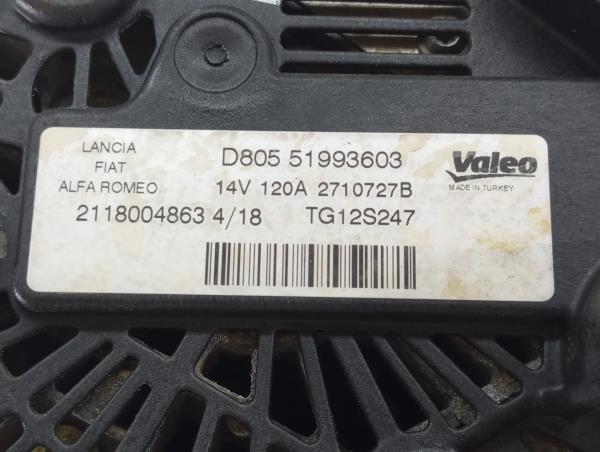 LANCIA
FIAT
ALFA ROMEO
D805 51993603
14V 120A 2710727B
2118004863 4/18 TG12S247
Valeo
MADE IN TURKEY